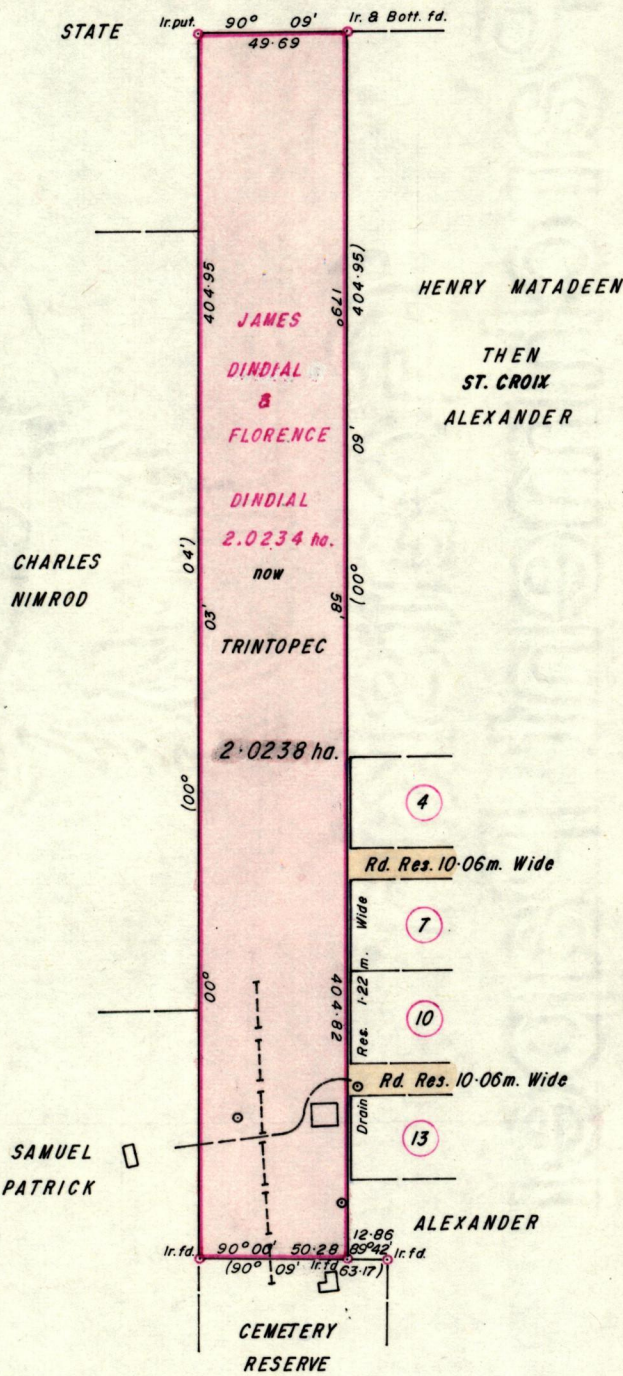 STATE
Ir.put.
90° 09'
Ir. & Bott. fd.
49·69
404·95
404·95)
179°
HENRY MATADEEN
JAMES
THEN
DINDIAL
ST. CROIX
&
ALEXANDER
FLORENCE
09'
DINDIAL
2.0234 ha.
04')
CHARLES
now
NIMROD
03'
58'
(00°
TRINTOPEC
2·0238 ha.
(00°
4
Rd. Res. 10·06m. Wide
7
Drain Res. 1·22 m. Wide
00°
404·82
10
Rd. Res. 10·06m. Wide
13
SAMUEL
PATRICK
ALEXANDER
12·86
Ir. fd.
90° 00'
50·28
89° 42'
Ir. fd.
(90° 09'
Ir. fd.
63·17)
CEMETERY
RESERVE